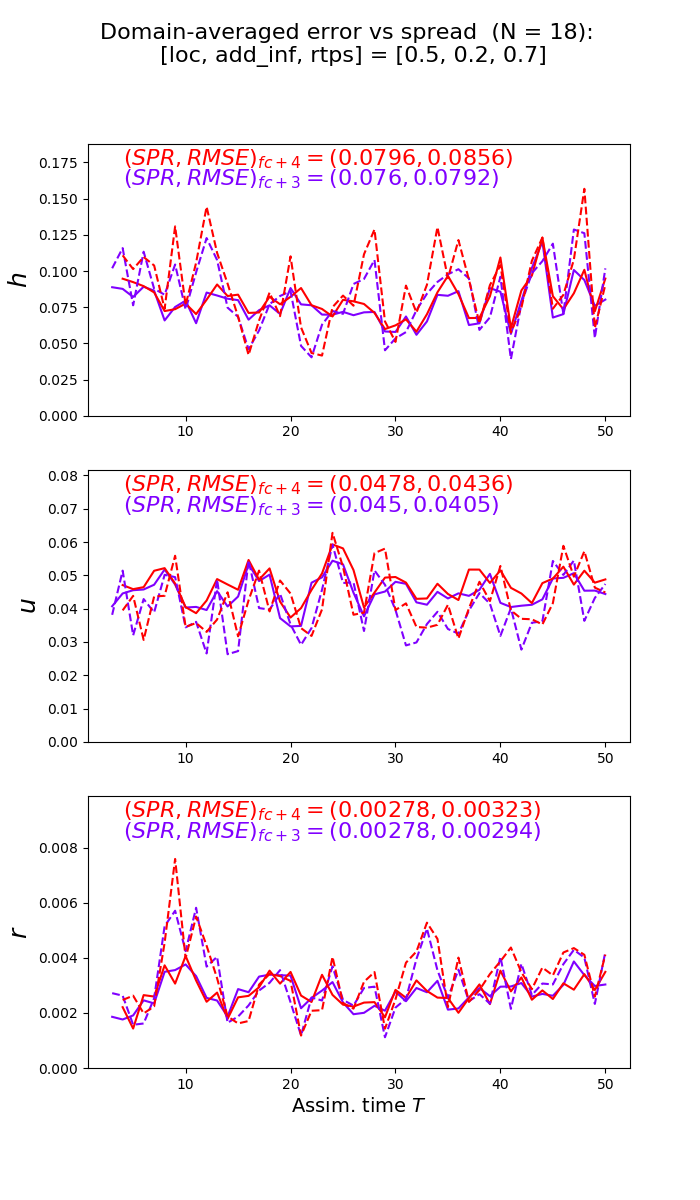 Domain-averaged error vs spread (N = 18):
[loc, add_inf, rtps] = [0.5, 0.2, 0.7]
(SPR, RMSE)fc+4 = (0.0796, 0.0856)
(SPR, RMSE)fc+3 = (0.076, 0.0792)
0.175
0.150
0.125
0.100
0.075
0.050
0.025
0.000
h
10 20 30 40 50
(SPR, RMSE)fc+4 = (0.0478, 0.0436)
(SPR, RMSE)fc+3 = (0.045, 0.0405)
0.08
0.07
0.06
0.05
0.04
0.03
0.02
0.01
0.00
u
10 20 30 40 50
(SPR, RMSE)fc+4 = (0.00278, 0.00323)
(SPR, RMSE)fc+3 = (0.00278, 0.00294)
0.008
0.006
0.004
0.002
0.000
r
10 20 30 40 50
Assim. time T